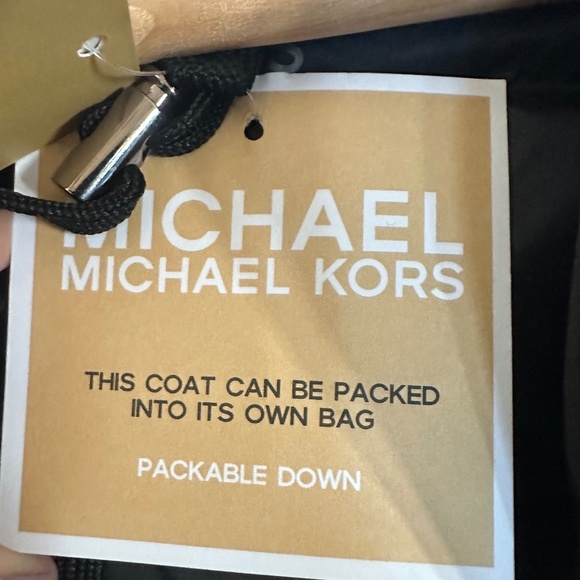 MICHAEL
MICHAEL KORS
THIS COAT CAN BE PACKED
INTO ITS OWN BAG
PACKABLE DOWN